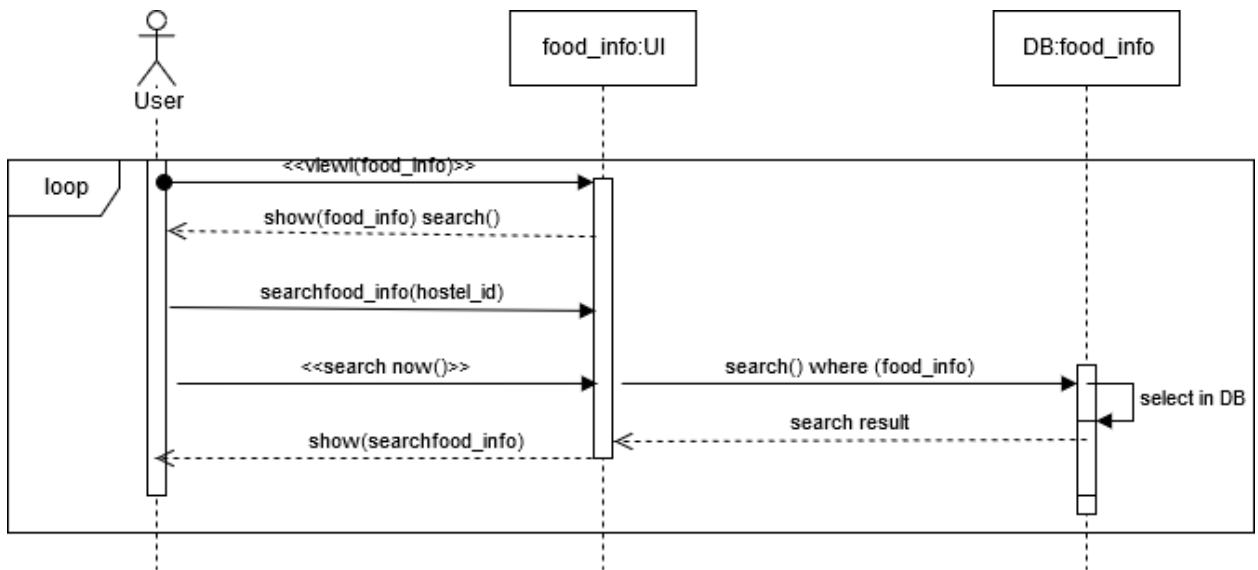 food_info:UI
DB:food_info
User
loop
<<viewl(food_info)>>
show(food_info) search()
searchfood_info(hostel_id)
<<search now()>>
search() where (food_info)
select in DB
search result
show(searchfood_info)